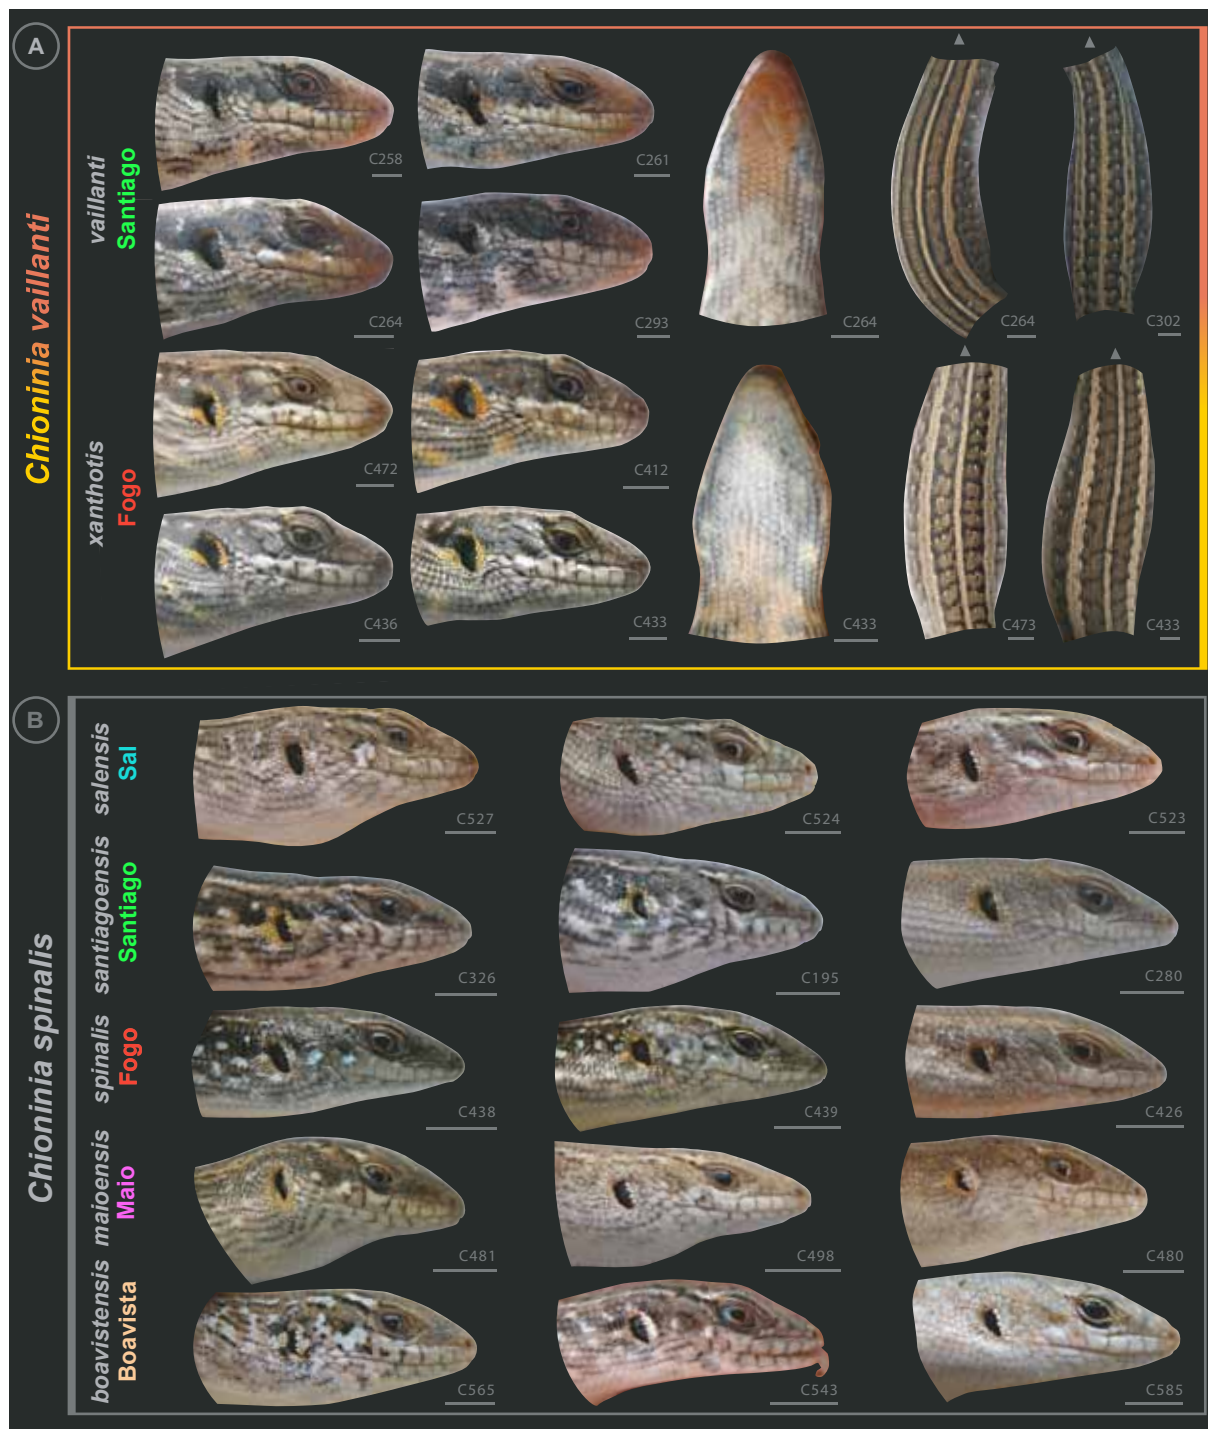 A
Chioninia vaillanti
vaillanti
Santiago
C258
C261
C264
C293
C264
C264
C302
xanthotis
Fogo
C472
C412
C436
C433
C433
C473
C433
B
Chioninia spinalis
salensis
Sal
C527
C524
C523
santiagoensis
Santiago
C326
C195
C280
spinalis
Fogo
C438
C439
C426
maioensis
Maio
C481
C498
C480
boavistensis
Boavista
C565
C543
C585